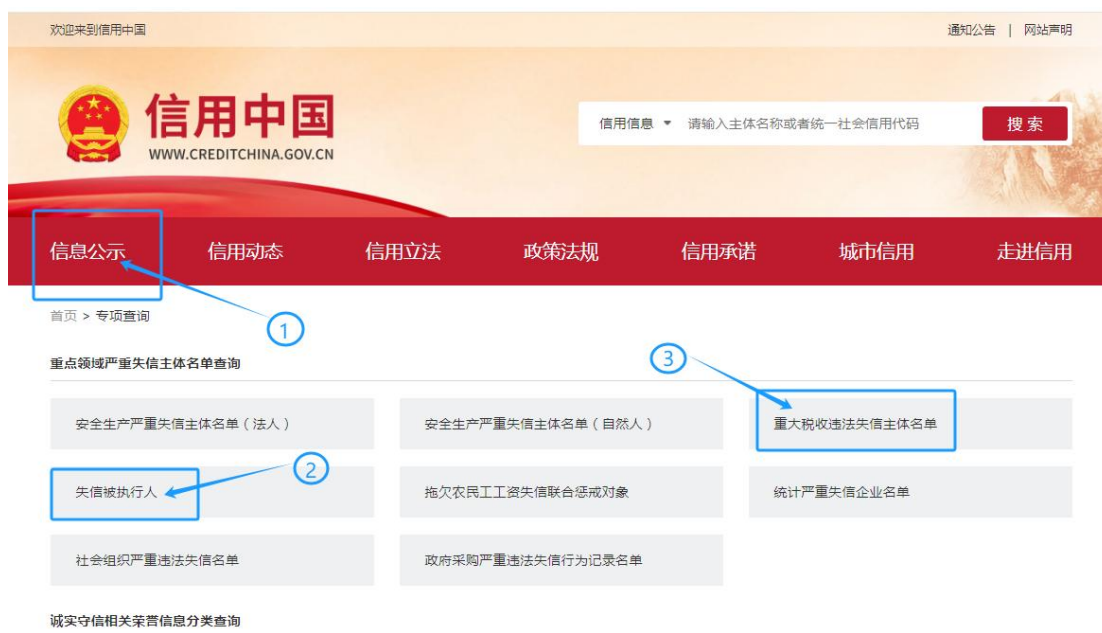 欢迎来到信用中国 通知公告 | 网站声明
信用中国
WWW.CREDITCHINA.GOV.CN
信用信息 请输入主体名称或者统一社会信用代码 搜索
信息公示 信用动态 信用立法 政策法规 信用承诺 城市信用 走进信用
首页 > 专项查询
1
重点领域严重失信主体名单查询
3
安全生产严重失信主体名单（法人） 安全生产严重失信主体名单（自然人） 重大税收违法失信主体名单
2
失信被执行人 拖欠农民工工资失信联合惩戒对象 统计严重失信企业名单
社会组织严重违法失信名单 政府采购严重违法失信行为记录名单
诚实守信相关荣誉信息分类查询